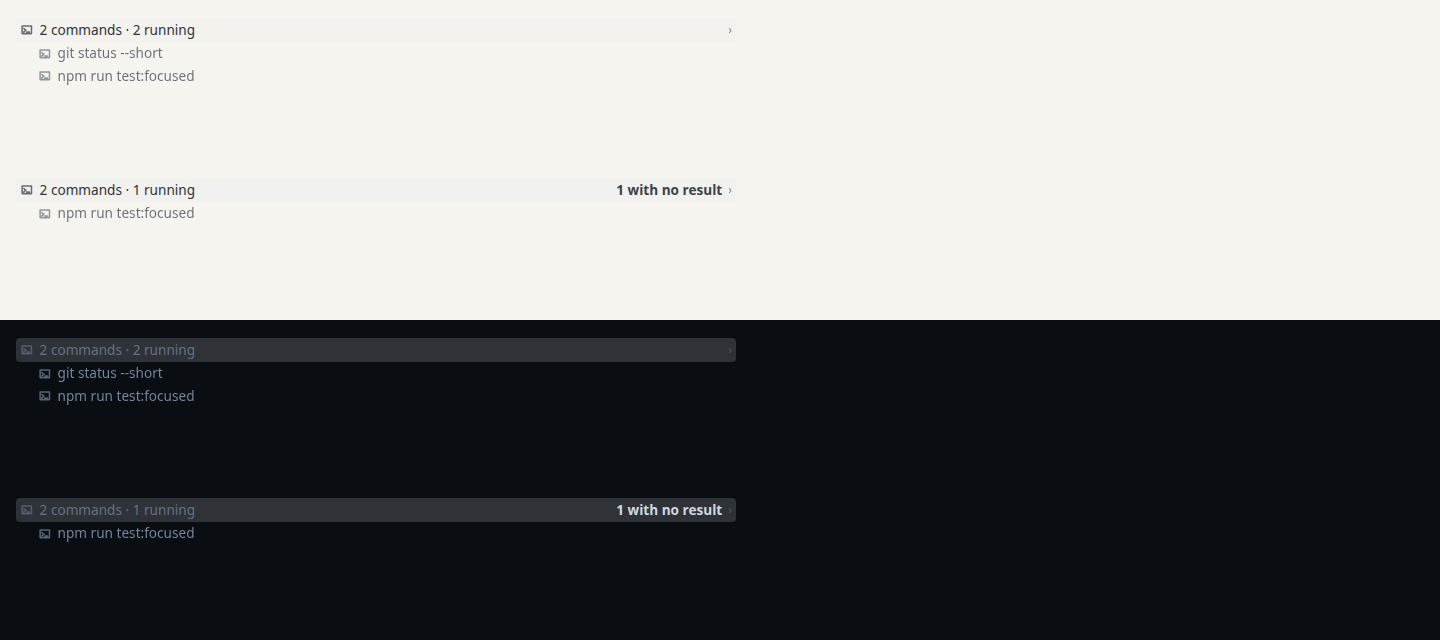 2 commands · 2 running ›
git status --short
npm run test:focused
2 commands · 1 running 1 with no result ›
npm run test:focused
2 commands · 2 running ›
git status --short
npm run test:focused
2 commands · 1 running 1 with no result ›
npm run test:focused